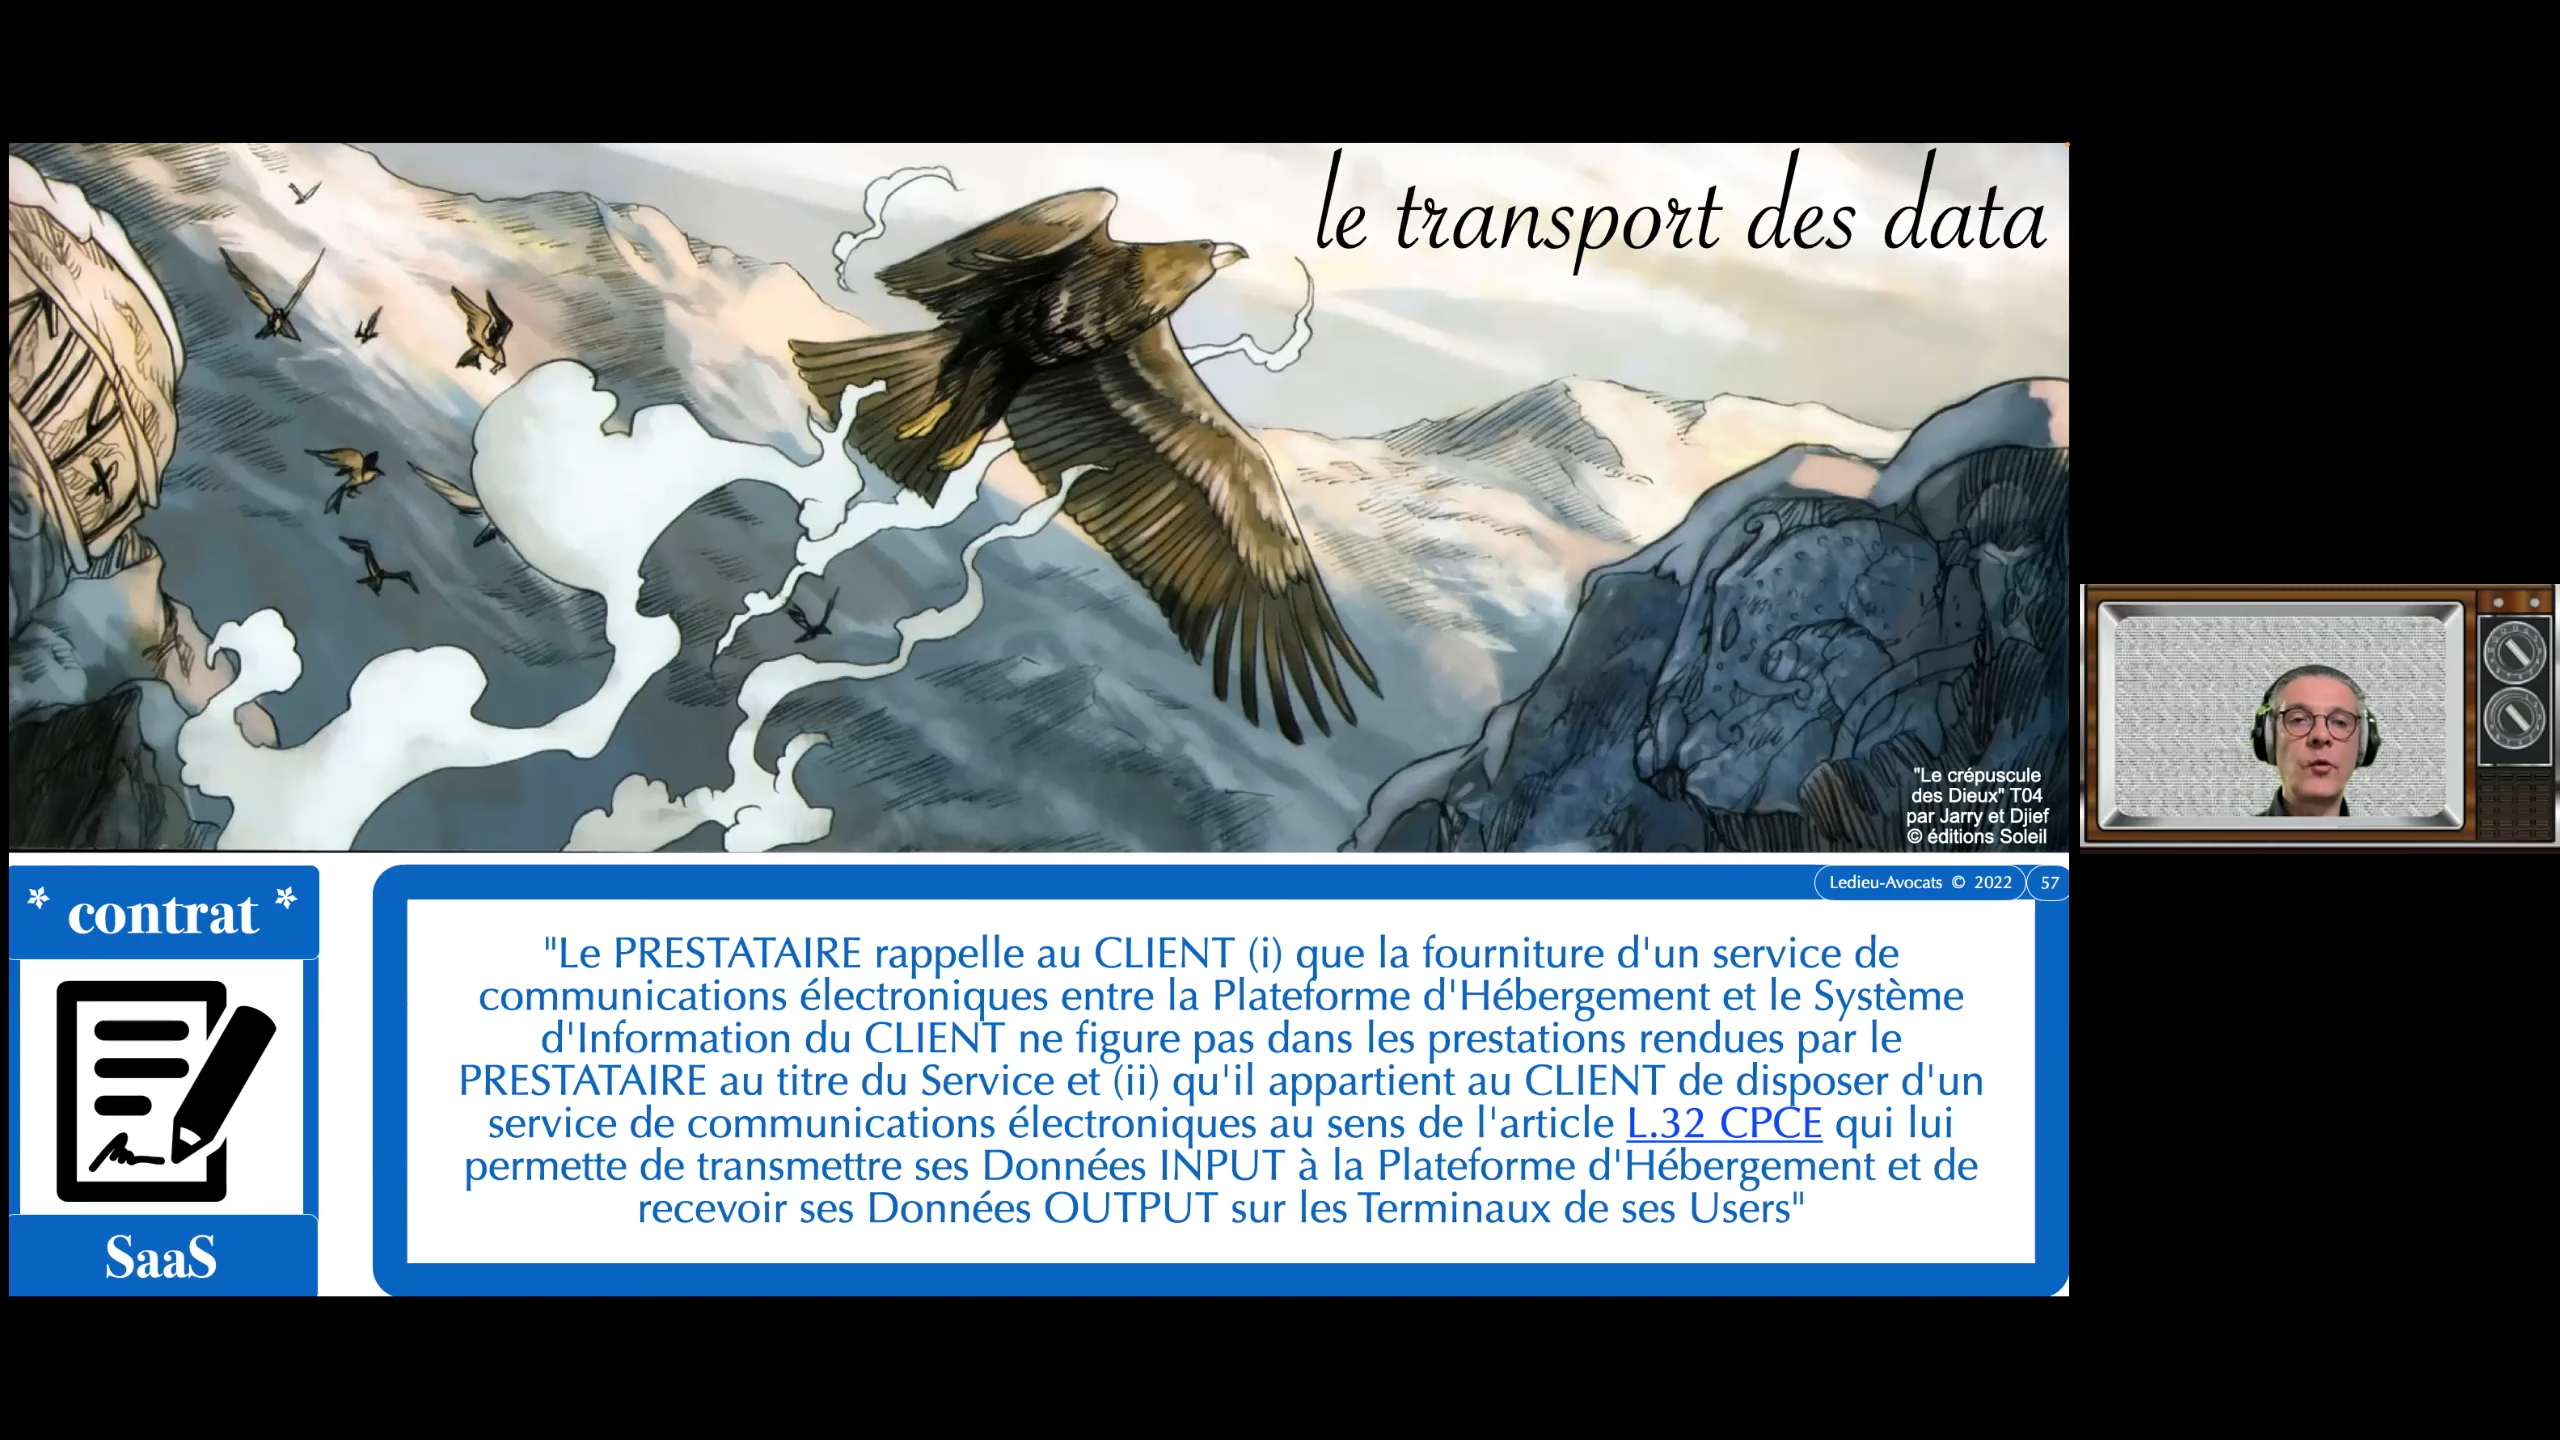 le transport des data
"Le crépuscule
des Dieux" T04
par Jarry et Djief
© éditions Soleil
* contrat *
SaaS
Ledieu-Avocats © 2022
57
"Le PRESTATAIRE rappelle au CLIENT (i) que la fourniture d'un service de
communications électroniques entre la Plateforme d'Hébergement et le Système
d'Information du CLIENT ne figure pas dans les prestations rendues par le
PRESTATAIRE au titre du Service et (ii) qu'il appartient au CLIENT de disposer d'un
service de communications électroniques au sens de l'article L.32 CPCE qui lui
permette de transmettre ses Données INPUT à la Plateforme d'Hébergement et de
recevoir ses Données OUTPUT sur les Terminaux de ses Users"